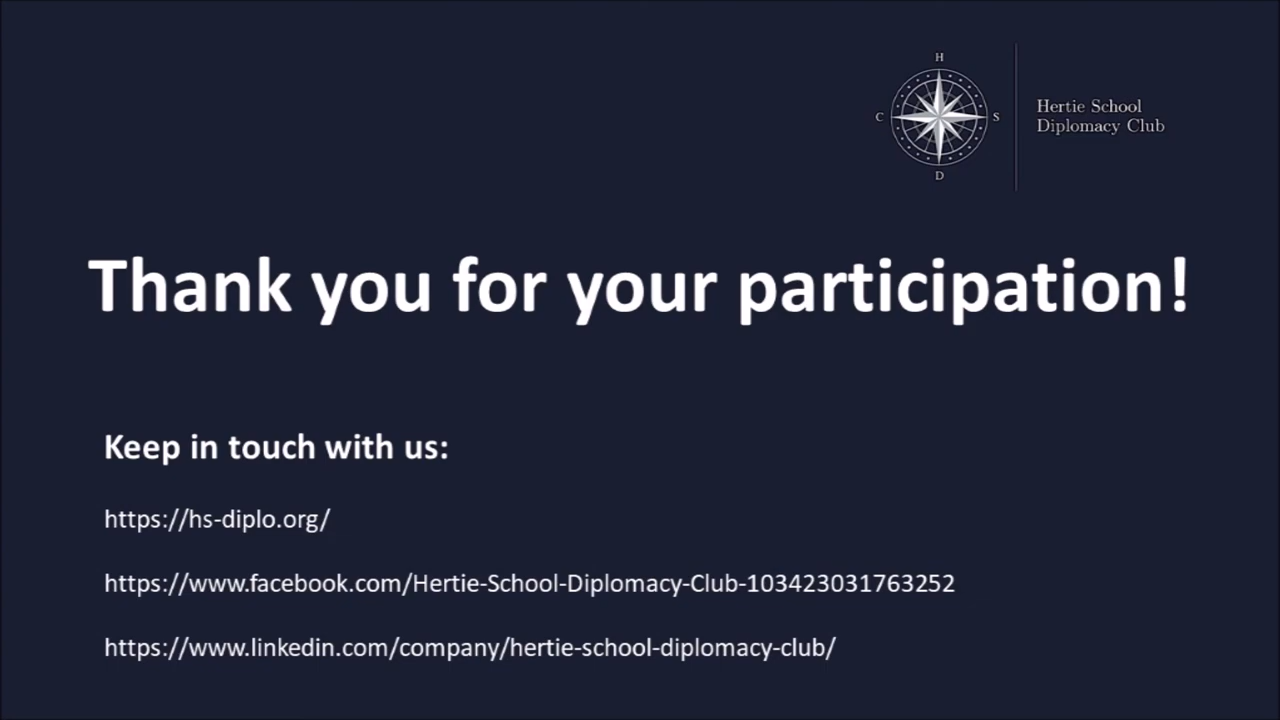 H
C
S
D
Hertie School
Diplomacy Club
Thank you for your participation!
Keep in touch with us:
https://hs-diplo.org/
https://www.facebook.com/Hertie-School-Diplomacy-Club-103423031763252
https://www.linkedin.com/company/hertie-school-diplomacy-club/